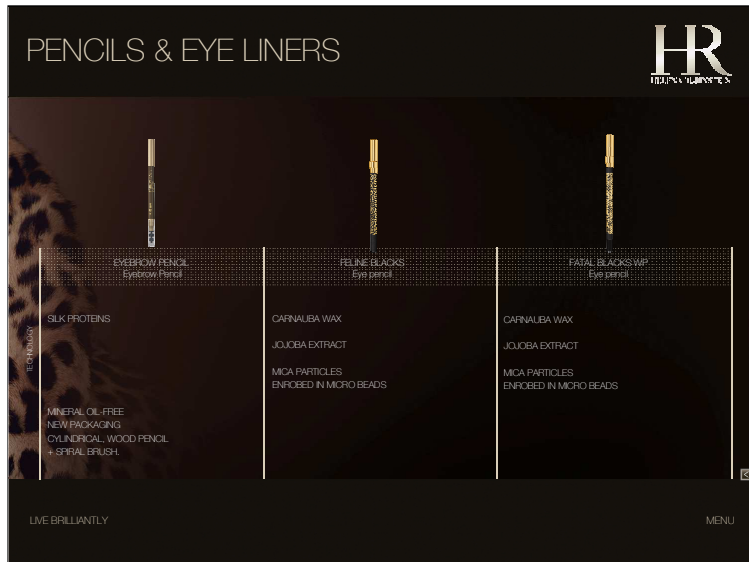 PENCILS & EYE LINERS
HR
EYEBROW PENCIL
Eyebrow Pencil
FELINE BLACKS
Eye pencil
FATAL BLACKS WP
Eye pencil
TECHNOLOGY
SILK PROTEINS
MINERAL OIL-FREE
NEW PACKAGING
CYLINDRICAL, WOOD PENCIL
+ SPIRAL BRUSH.
CARNAUBA WAX
JOJOBA EXTRACT
MICA PARTICLES
ENROBED IN MICRO BEADS
CARNAUBA WAX
JOJOBA EXTRACT
MICA PARTICLES
ENROBED IN MICRO BEADS
LIVE BRILLIANTLY
MENU